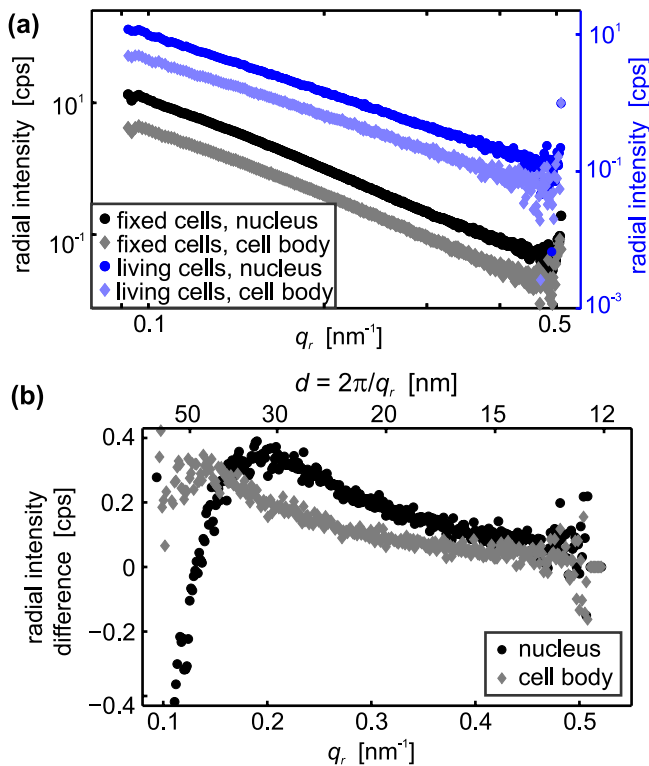 (a)
radial intensity [cps]
10¹
10⁻¹
fixed cells, nucleus
fixed cells, cell body
living cells, nucleus
living cells, cell body
10¹
10⁻¹
10⁻³
radial intensity [cps]
0.1
0.5
qᵣ [nm⁻¹]
(b)
d = 2π/qᵣ [nm]
50 30 20 15 12
radial intensity
difference [cps]
0.4
0.2
0
−0.2
−0.4
nucleus
cell body
0.1 0.2 0.3 0.4 0.5
qᵣ [nm⁻¹]